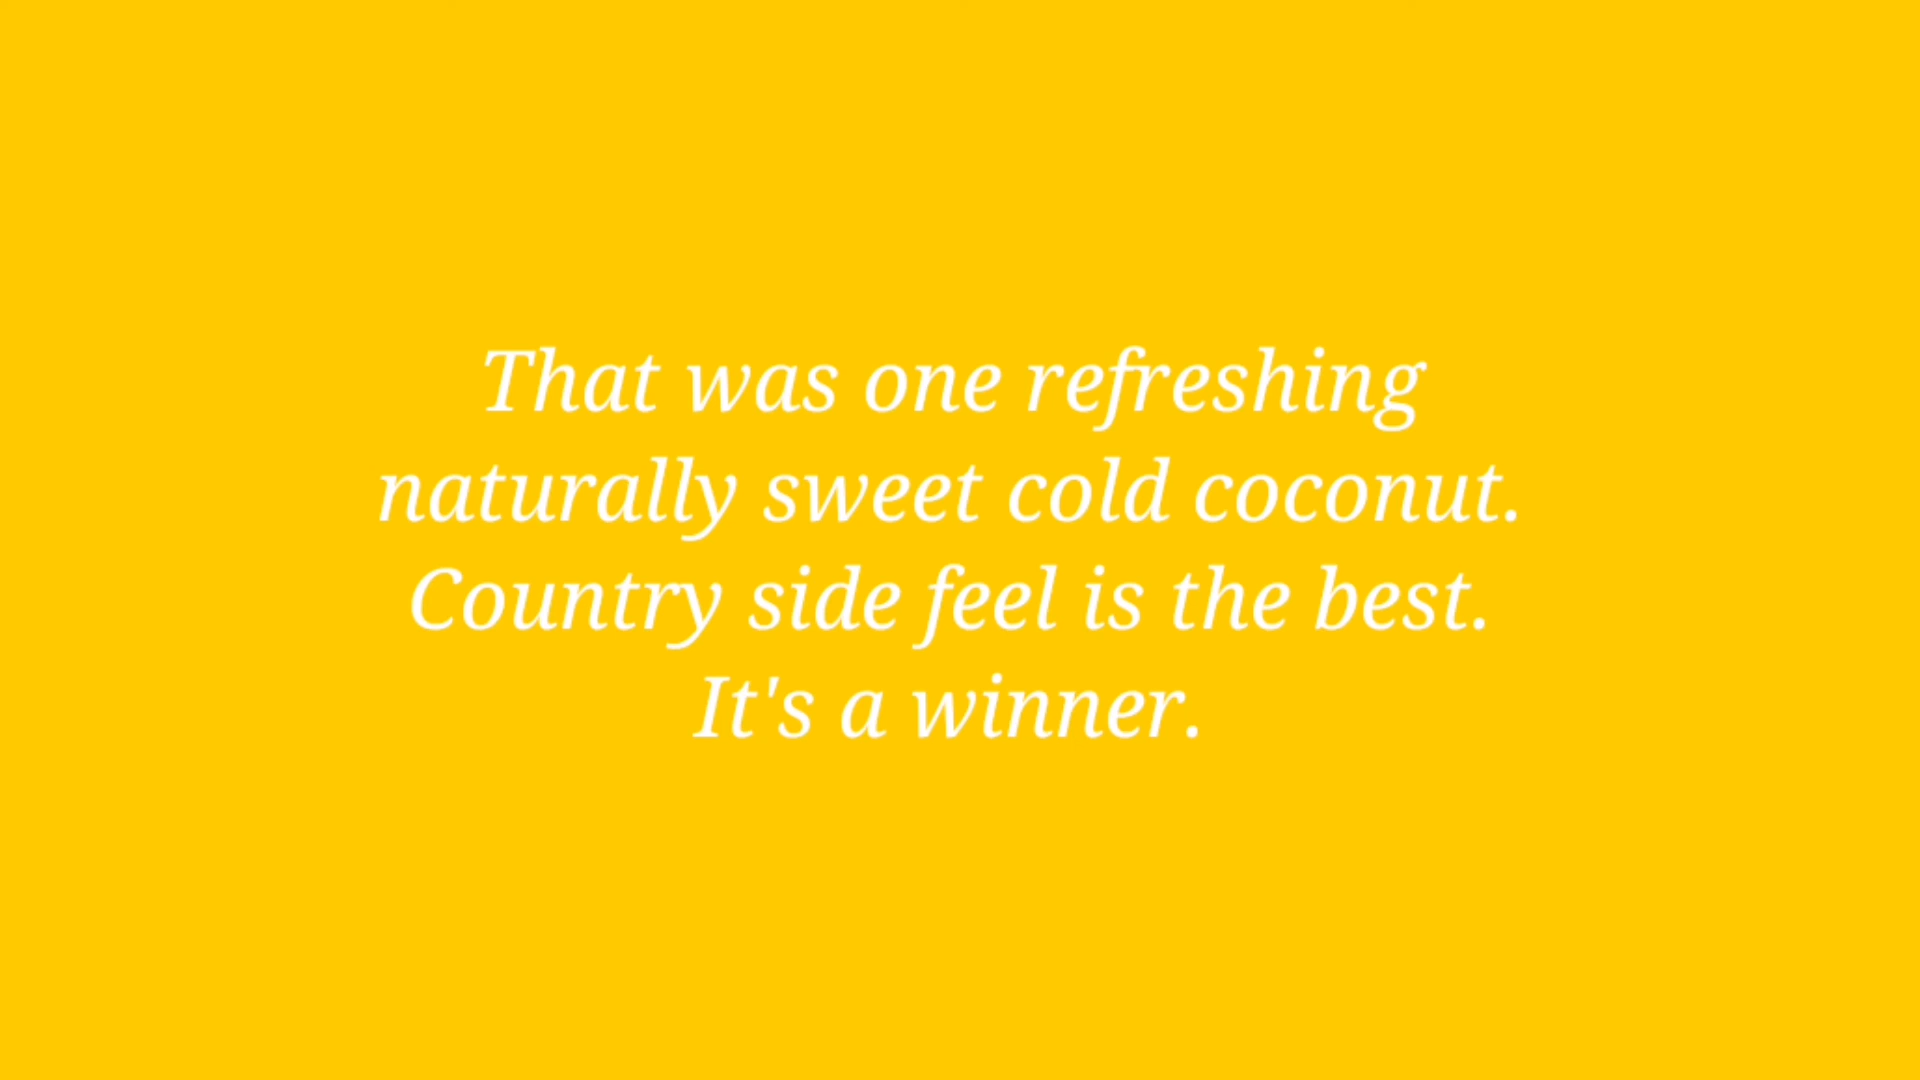 That was one refreshing
naturally sweet cold coconut.
Country side feel is the best.
It's a winner.